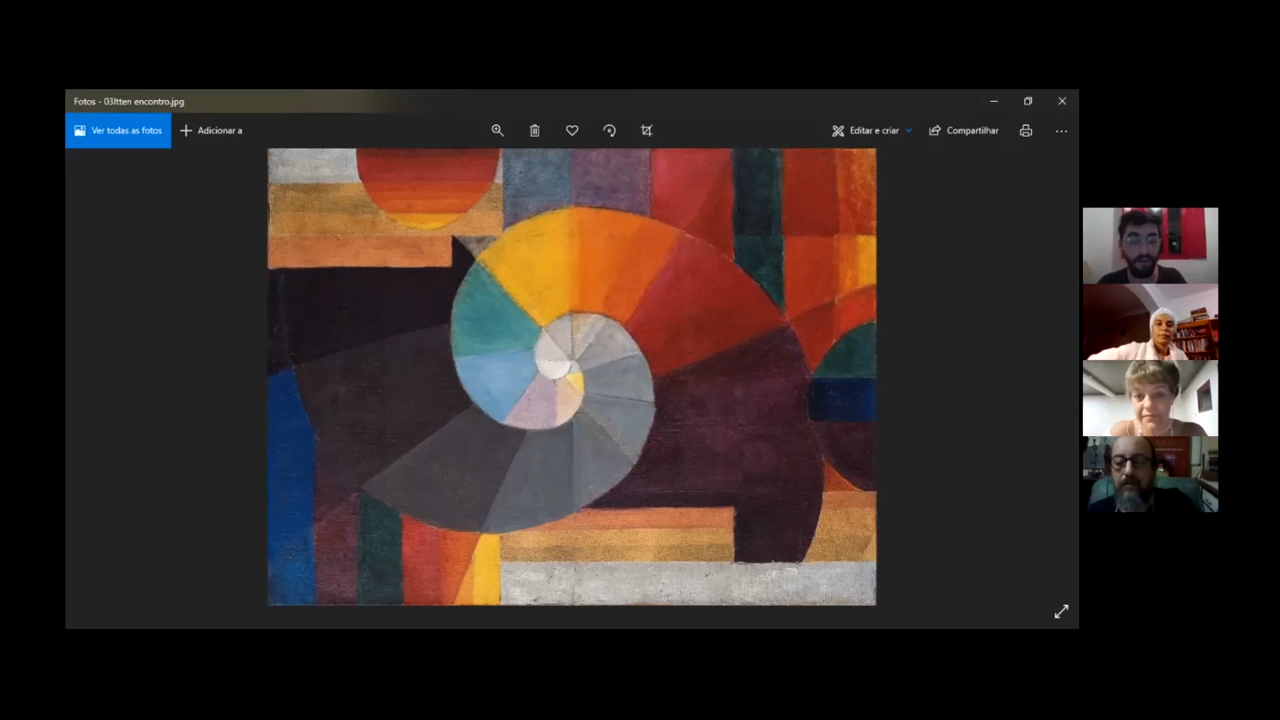 Fotos - 03Itten encontro.jpg
Ver todas as fotos
Adicionar a
Editar e criar
Compartilhar